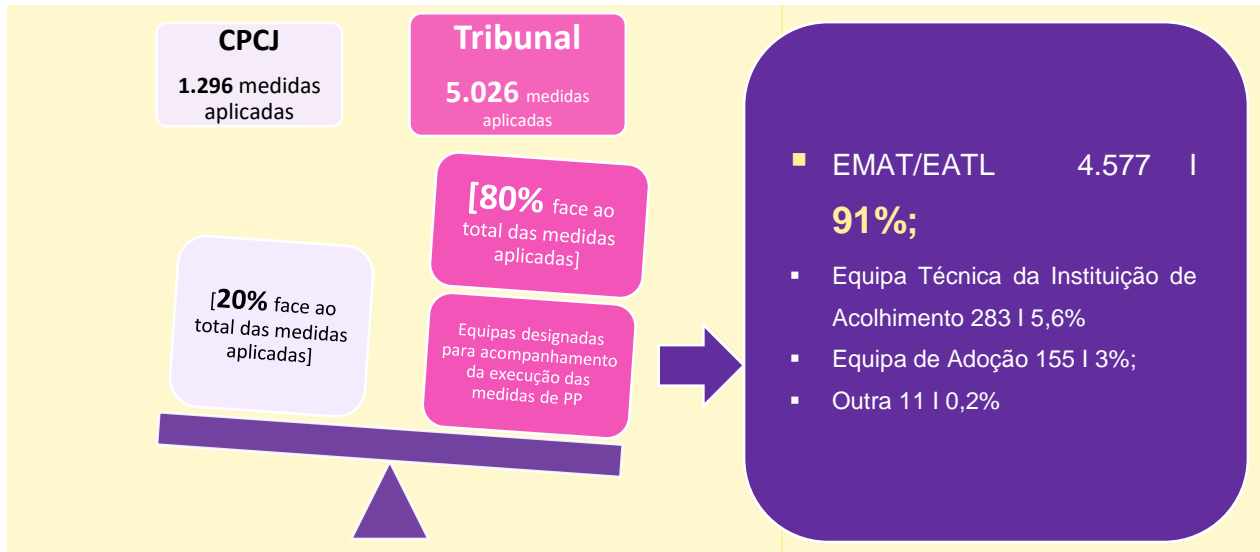 CPCJ
1.296 medidas
aplicadas
Tribunal
5.026 medidas
aplicadas
[20% face ao
total das medidas
aplicadas]
[80% face ao
total das medidas
aplicadas]
Equipas designadas
para acompanhamento
da execução das
medidas de PP
▪ EMAT/EATL 4.577 I
91%;
▪ Equipa Técnica da Instituição de
Acolhimento 283 I 5,6%
▪ Equipa de Adoção 155 I 3%;
▪ Outra 11 I 0,2%